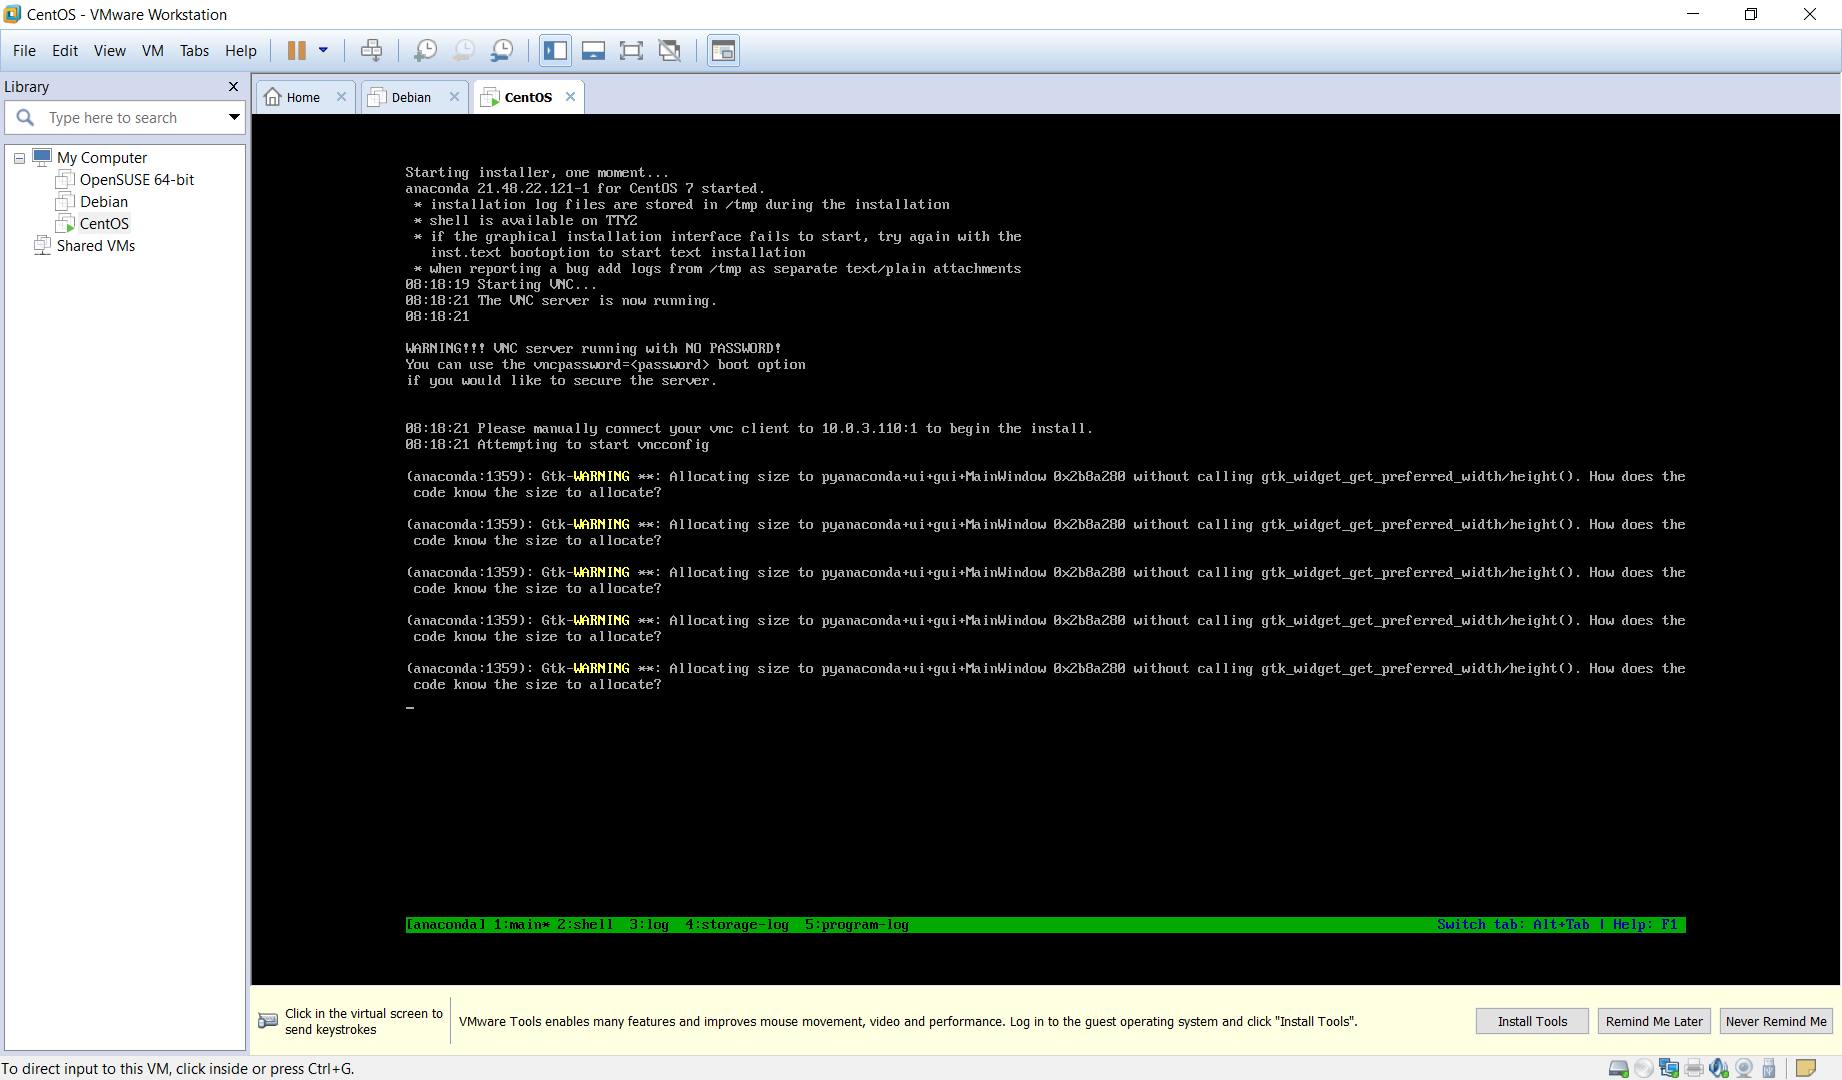 CentOS - VMware Workstation
File Edit View VM Tabs Help
Library
Type here to search
My Computer
OpenSUSE 64-bit
Debian
CentOS
Shared VMs
Home Debian CentOS
Starting installer, one moment...
anaconda 21.48.22.121-1 for CentOS 7 started.
* installation log files are stored in /tmp during the installation
* shell is available on TTY2
* if the graphical installation interface fails to start, try again with the
inst.text bootoption to start text installation
* when reporting a bug add logs from /tmp as separate text/plain attachments
08:18:19 Starting VNC...
08:18:21 The VNC server is now running.
08:18:21
WARNING!!! VNC server running with NO PASSWORD!
You can use the vncpassword=<password> boot option
if you would like to secure the server.
08:18:21 Please manually connect your vnc client to 10.0.3.110:1 to begin the install.
08:18:21 Attempting to start vncconfig
(anaconda:1359): Gtk-WARNING **: Allocating size to pyanaconda+ui+gui+MainWindow 0x2b8a280 without calling gtk_widget_get_preferred_width/height(). How does the
code know the size to allocate?
(anaconda:1359): Gtk-WARNING **: Allocating size to pyanaconda+ui+gui+MainWindow 0x2b8a280 without calling gtk_widget_get_preferred_width/height(). How does the
code know the size to allocate?
(anaconda:1359): Gtk-WARNING **: Allocating size to pyanaconda+ui+gui+MainWindow 0x2b8a280 without calling gtk_widget_get_preferred_width/height(). How does the
code know the size to allocate?
(anaconda:1359): Gtk-WARNING **: Allocating size to pyanaconda+ui+gui+MainWindow 0x2b8a280 without calling gtk_widget_get_preferred_width/height(). How does the
code know the size to allocate?
(anaconda:1359): Gtk-WARNING **: Allocating size to pyanaconda+ui+gui+MainWindow 0x2b8a280 without calling gtk_widget_get_preferred_width/height(). How does the
code know the size to allocate?
[anaconda] 1:main* 2:shell 3:log 4:storage-log 5:program-log Switch tab: Alt+Tab | Help: F1
Click in the virtual screen to
send keystrokes
VMware Tools enables many features and improves mouse movement, video and performance. Log in to the guest operating system and click "Install Tools".
Install Tools Remind Me Later Never Remind Me
To direct input to this VM, click inside or press Ctrl+G.